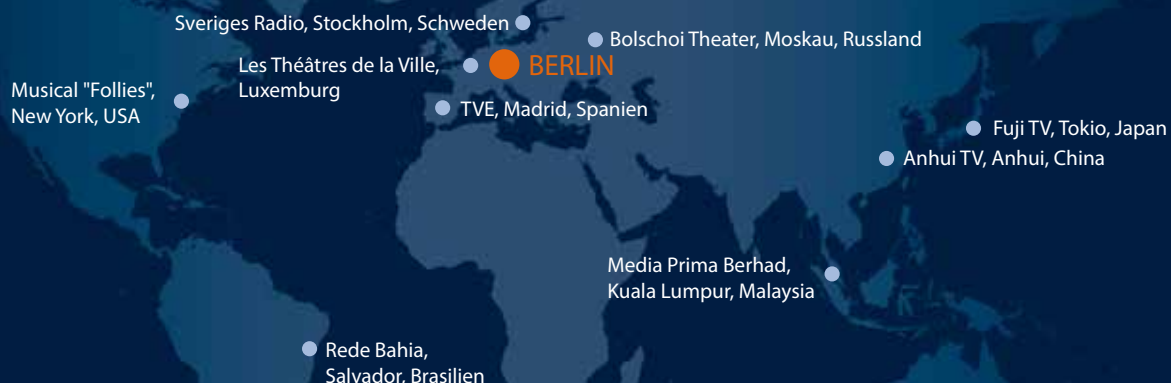 Sveriges Radio, Stockholm, Schweden
Bolschoi Theater, Moskau, Russland
Les Théâtres de la Ville,
Luxemburg
BERLIN
Musical "Follies",
New York, USA
TVE, Madrid, Spanien
Fuji TV, Tokio, Japan
Anhui TV, Anhui, China
Media Prima Berhad,
Kuala Lumpur, Malaysia
Rede Bahia,
Salvador, Brasilien